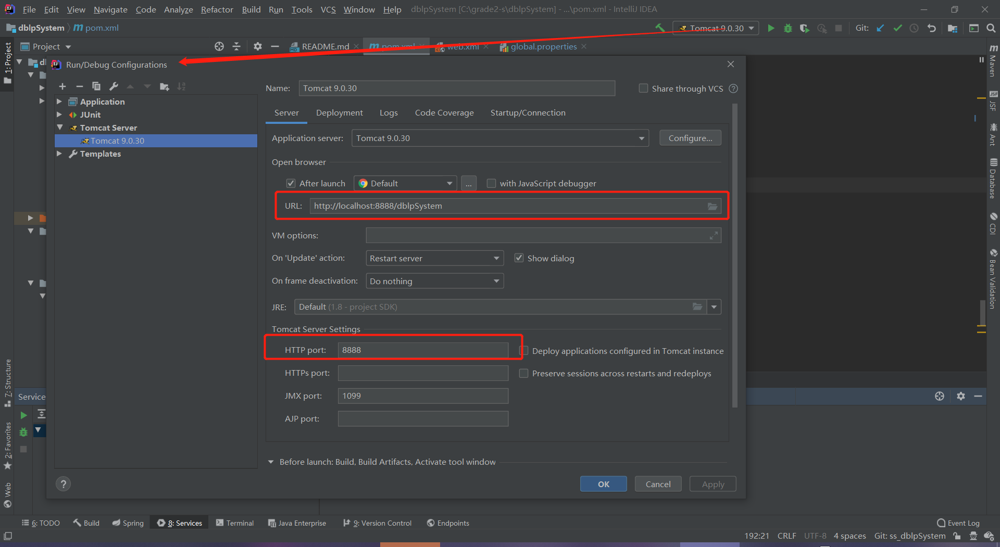 File Edit View Navigate Code Analyze Refactor Build Run Tools VCS Window Help dblpSystem [C:\grade2-s\dblpSystem] - ...\pom.xml - IntelliJ IDEA
dblpSystem pom.xml Tomcat 9.0.30 Git:
1: Project
Project README.md pom.xml web.xml global.properties
db
Run/Debug Configurations
Application
JUnit
Tomcat Server
Tomcat 9.0.30
Templates
Name: Tomcat 9.0.30 Share through VCS
Server Deployment Logs Code Coverage Startup/Connection
Application server: Tomcat 9.0.30 Configure...
Open browser
After launch Default ... with JavaScript debugger
URL: http://localhost:8888/dblpSystem
VM options:
On 'Update' action: Restart server Show dialog
On frame deactivation: Do nothing
JRE: Default (1.8 - project SDK)
Tomcat Server Settings
HTTP port: 8888 Deploy applications configured in Tomcat instance
HTTPs port: Preserve sessions across restarts and redeploys
JMX port: 1099
AJP port:
Before launch: Build, Build Artifacts, Activate tool window
OK Cancel Apply
Maven
JSF
Ant
Database
CDI
Bean Validation
7: Structure
2: Favorites
Web
Service
6: TODO Build Spring 8: Services Terminal Java Enterprise 9: Version Control Endpoints Event Log
192:21 CRLF UTF-8 4 spaces Git: ss_dblpSystem